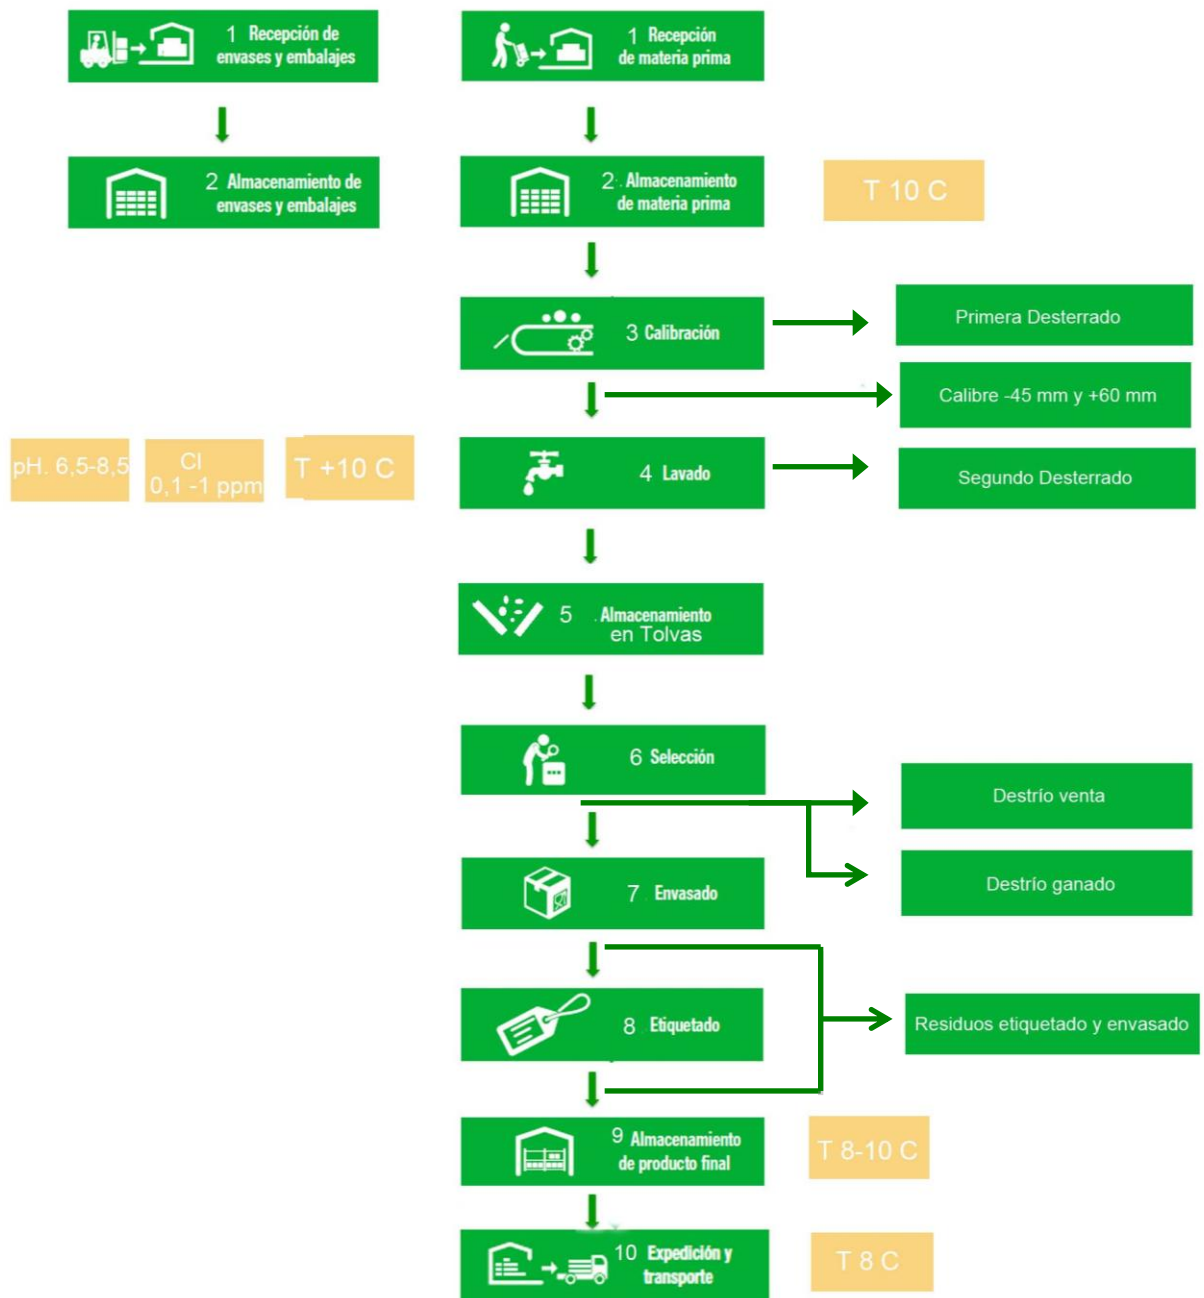 1 Recepción de
envases y embalajes
1 Recepción
de materia prima
2 Almacenamiento de
envases y embalajes
2. Almacenamiento
de materia prima
T 10 C
3 Calibración
Primera Desterrado
Calibre -45 mm y +60 mm
pH. 6,5-8,5
Cl
0,1 -1 ppm
T +10 C
4 Lavado
Segundo Desterrado
5 . Almacenamiento
en Tolvas
6 Selección
Destrío venta
7 . Envasado
Destrío ganado
8 . Etiquetado
Residuos etiquetado y envasado
9 Almacenamiento
de producto final
T 8-10 C
10 Expedición y
transporte
T 8 C